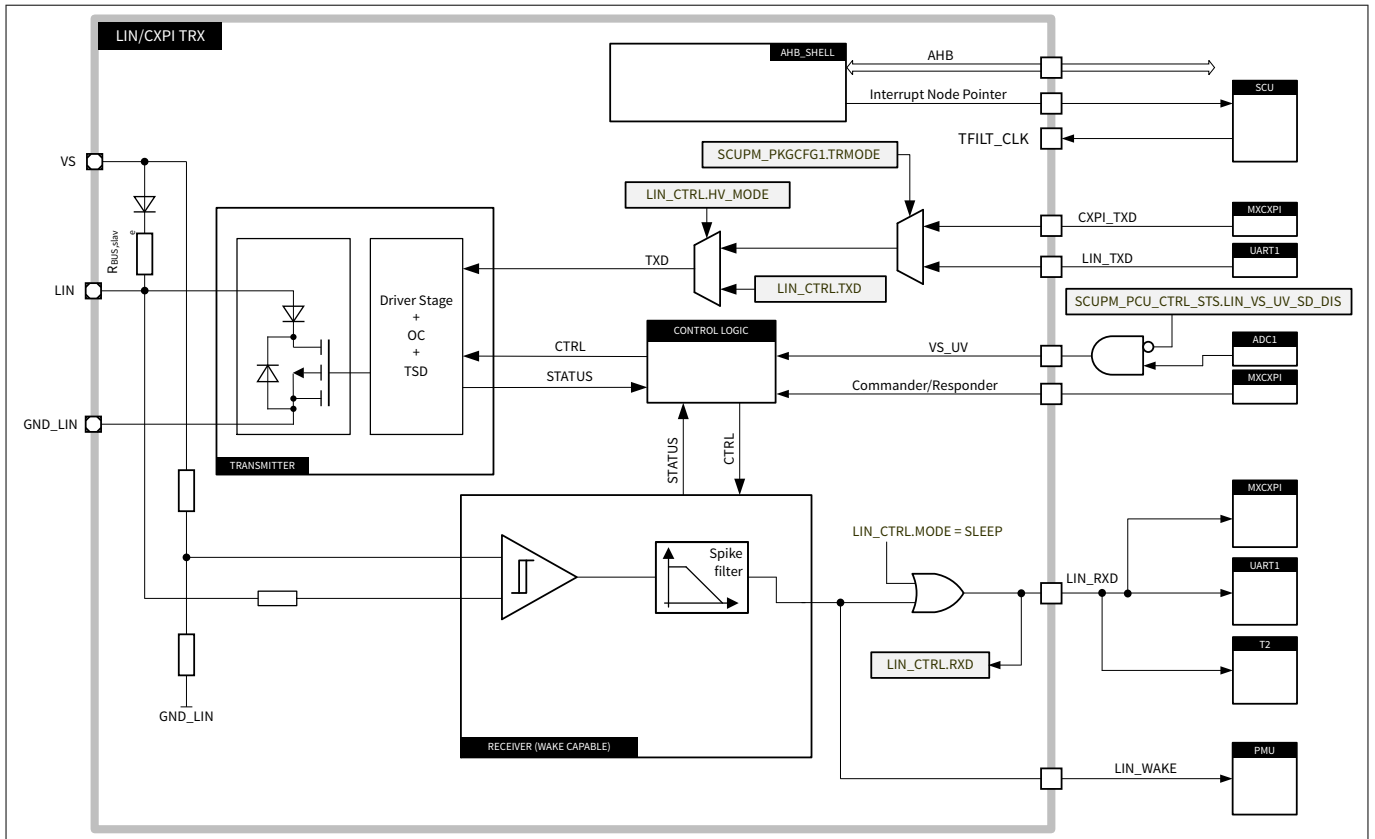 LIN/CXPI TRX
AHB_SHELL
AHB
Interrupt Node Pointer
SCU
TFILT_CLK
VS
SCUPM_PKGCFG1.TRMODE
LIN_CTRL.HV_MODE
RBUS,slav
e
CXPI_TXD
MXCXPI
LIN_TXD
UART1
TXD
LIN_CTRL.TXD
LIN
SCUPM_PCU_CTRL_STS.LIN_VS_UV_SD_DIS
Driver Stage
+
OC
+
TSD
CONTROL LOGIC
CTRL
STATUS
VS_UV
ADC1
Commander/Responder
MXCXPI
GND_LIN
TRANSMITTER
STATUS
CTRL
MXCXPI
Spike
filter
LIN_CTRL.MODE = SLEEP
LIN_RXD
UART1
LIN_CTRL.RXD
T2
GND_LIN
RECEIVER (WAKE CAPABLE)
LIN_WAKE
PMU